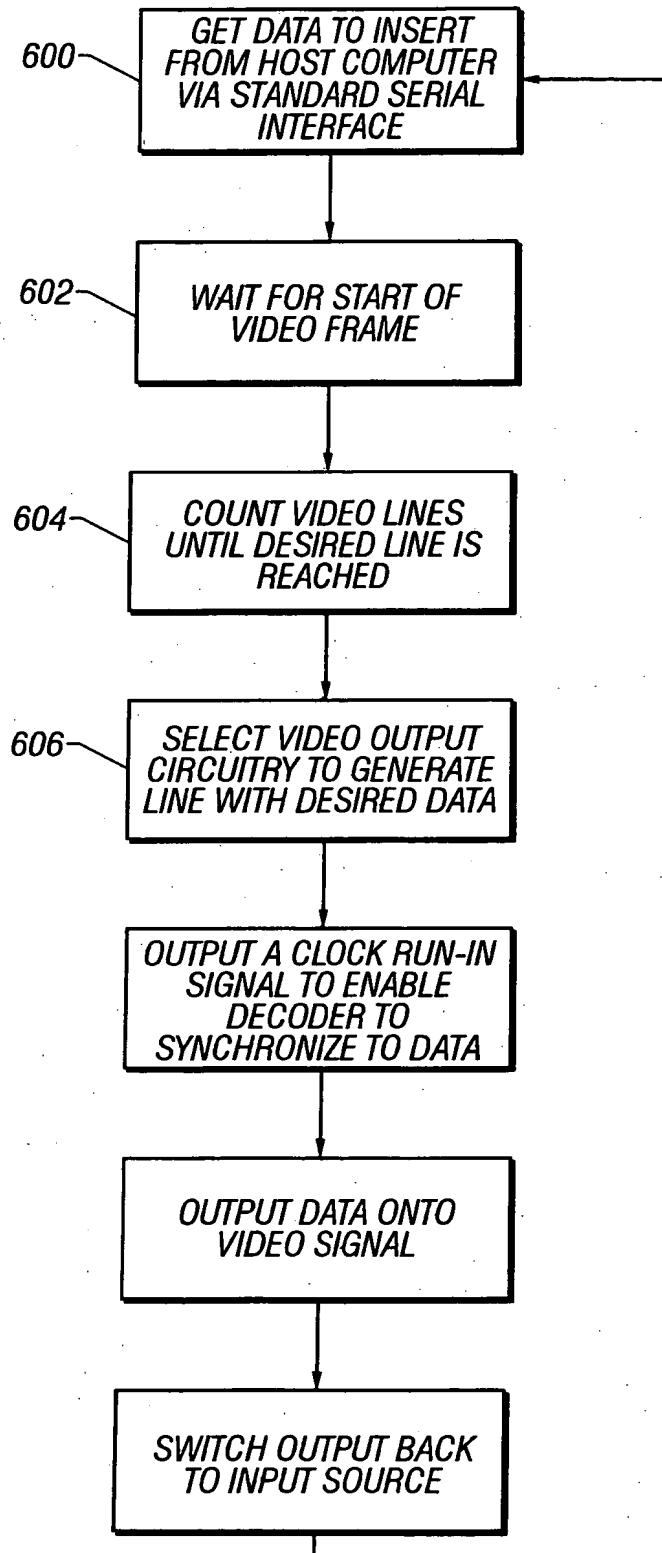 600
GET DATA TO INSERT
FROM HOST COMPUTER
VIA STANDARD SERIAL
INTERFACE
602
WAIT FOR START OF
VIDEO FRAME
604
COUNT VIDEO LINES
UNTIL DESIRED LINE IS
REACHED
606
SELECT VIDEO OUTPUT
CIRCUITRY TO GENERATE
LINE WITH DESIRED DATA
OUTPUT A CLOCK RUN-IN
SIGNAL TO ENABLE
DECODER TO
SYNCHRONIZE TO DATA
OUTPUT DATA ONTO
VIDEO SIGNAL
SWITCH OUTPUT BACK
TO INPUT SOURCE